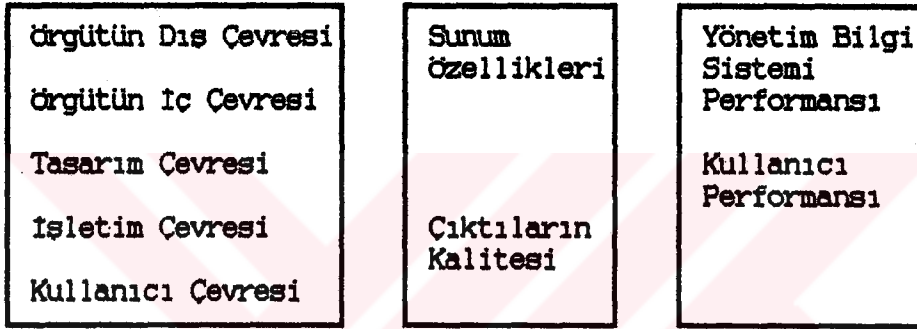 örgütün Dış Çevresi
örgütün İç Çevresi
Tasarım Çevresi
İşletim Çevresi
Kullanıcı Çevresi
Sunum
özellikleri
Çıktıların
Kalitesi
Yönetim Bilgi
Sistemi
Performansı
Kullanıcı
Performansı